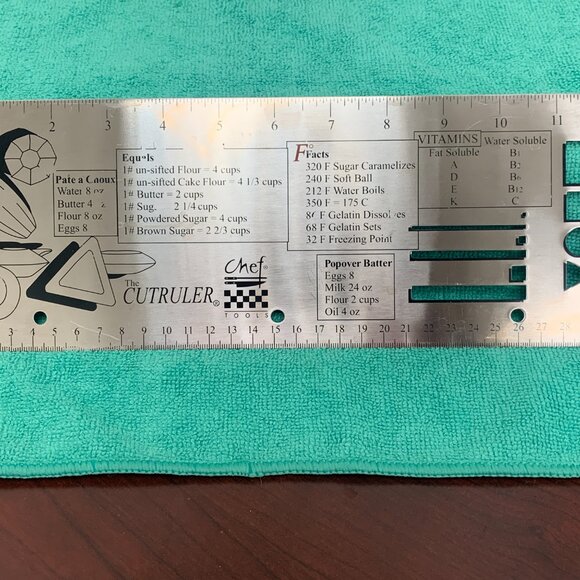 2 3 4 5 6 7 8 9 10 11
Pate a Choux
Water 8 oz
Butter 4 z
Flour 8 oz
Eggs 8
Equals
1# un-sifted Flour = 4 cups
1# un-sifted Cake Flour = 4 1/3 cups
1# Butter = 2 cups
1# Sug. 2 1/4 cups
1# Powdered Sugar = 4 cups
1# Brown Sugar = 2 2/3 cups
F° Facts
320 F Sugar Caramelizes
240 F Soft Ball
212 F Water Boils
350 F = 175 C
86 F Gelatin Dissolves
68 F Gelatin Sets
32 F Freezing Point
VITAMINS
Fat Soluble Water Soluble
A B1
D B2
E B6
K B12
C
Popover Batter
Eggs 8
Milk 24 oz
Flour 2 cups
Oil 4 oz
The
CUTRULER®
Chef®
TOOLS
3 4 5 6 7 8 9 10 11 12 13 14 15 16 17 18 19 20 21 22 23 24 25 26 27 28